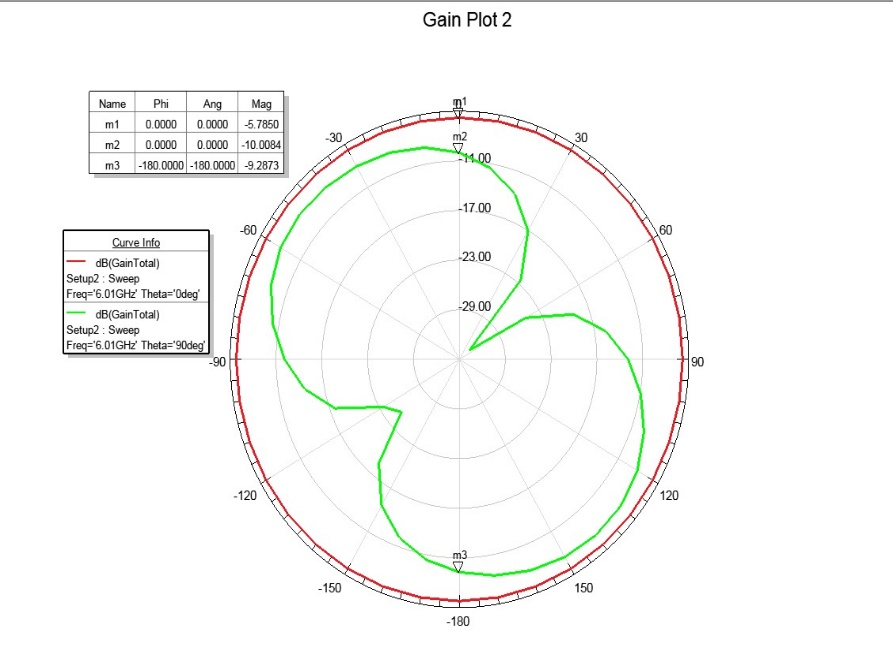 Gain Plot 2
Name Phi Ang Mag
m1 0.0000 0.0000 -5.7850
m2 0.0000 0.0000 -10.0084
m3 -180.0000 -180.0000 -9.2873
Curve Info
dB(GainTotal)
Setup2 : Sweep
Freq='6.01GHz' Theta='0deg'
dB(GainTotal)
Setup2 : Sweep
Freq='6.01GHz' Theta='90deg'
m1
-30
30
m2
-11.00
-17.00
-60
60
-23.00
-29.00
-90
90
-120
120
m3
-150
150
-180